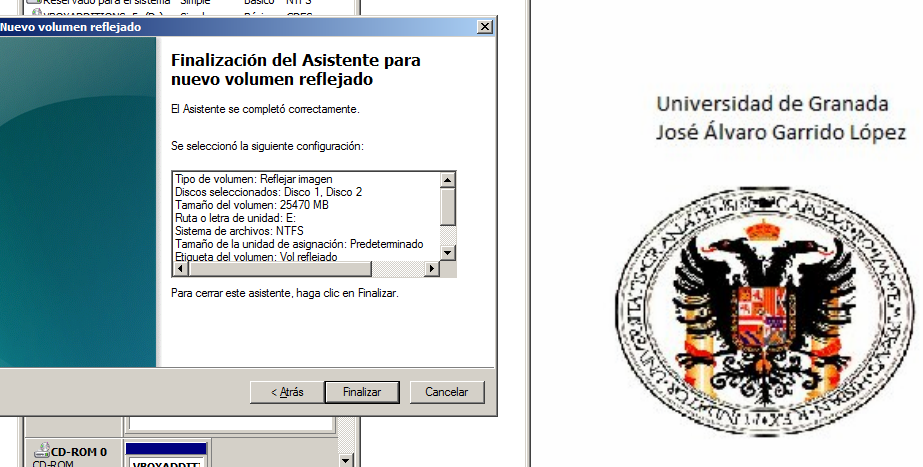 Reservado para el sistema Simple Básico NTFS
Nuevo volumen reflejado
Finalización del Asistente para
nuevo volumen reflejado
El Asistente se completó correctamente.
Se seleccionó la siguiente configuración:
Tipo de volumen: Reflejar imagen
Discos seleccionados: Disco 1, Disco 2
Tamaño del volumen: 25470 MB
Ruta o letra de unidad: E:
Sistema de archivos: NTFS
Tamaño de la unidad de asignación: Predeterminado
Etiqueta del volumen: Vol reflejado
Para cerrar este asistente, haga clic en Finalizar.
< Atrás Finalizar Cancelar
CD-ROM 0
CD-ROM
Universidad de Granada
José Álvaro Garrido López